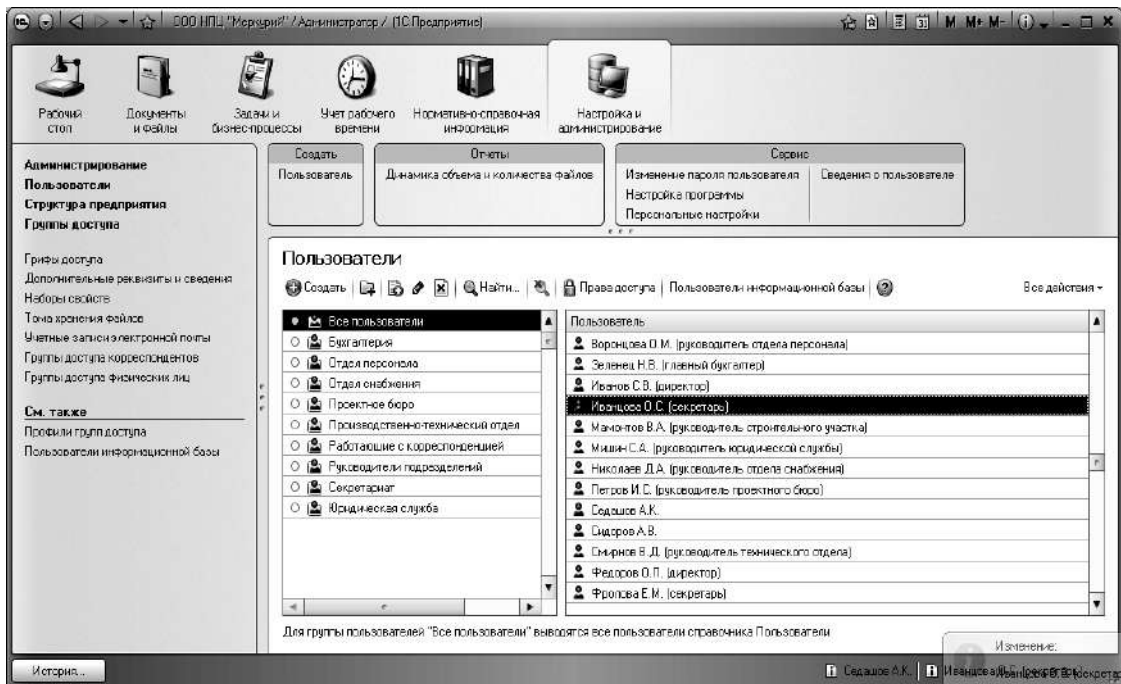 ООО НПЦ "Меркурий" / Администратор / (1С:Предприятие)
M M+ M-
Рабочий стол
Документы и файлы
Задачи и бизнес-процессы
Учет рабочего времени
Нормативно-справочная информация
Настройка и администрирование
Администрирование
Пользователи
Структура предприятия
Группы доступа
Грифы доступа
Дополнительные реквизиты и сведения
Наборы свойств
Тома хранения файлов
Учетные записи электронной почты
Группы доступа корреспондентов
Группы доступа физических лиц
См. также
Профили групп доступа
Пользователи информационной базы
Создать
Пользователь
Отчеты
Динамика объема и количества файлов
Сервис
Изменение пароля пользователя
Сведения о пользователе
Настройка программы
Персональные настройки
Пользователи
Создать
Найти...
Права доступа
Пользователи информационной базы
Все действия
Все пользователи
Бухгалтерия
Отдел персонала
Отдел снабжения
Проектное бюро
Производственно-технический отдел
Работающие с корреспонденцией
Руководители подразделений
Секретариат
Юридическая служба
Пользователь
Воронцова О.М. (руководитель отдела персонала)
Зеленец Н.В. (главный бухгалтер)
Иванов С.В. (директор)
Иванцова О.С. (секретарь)
Мамонтов В.А. (руководитель строительного участка)
Мишин С.А. (руководитель юридической службы)
Николаев Д.А. (руководитель отдела снабжения)
Петров И.С. (руководитель проектного бюро)
Седашов А.К.
Сидоров А.В.
Смирнов В.Д. (руководитель технического отдела)
Федоров О.П. (директор)
Фролова Е.М. (секретарь)
Для группы пользователей "Все пользователи" выводятся все пользователи справочника Пользователи
Изменение:
История...
Седашов А.К.